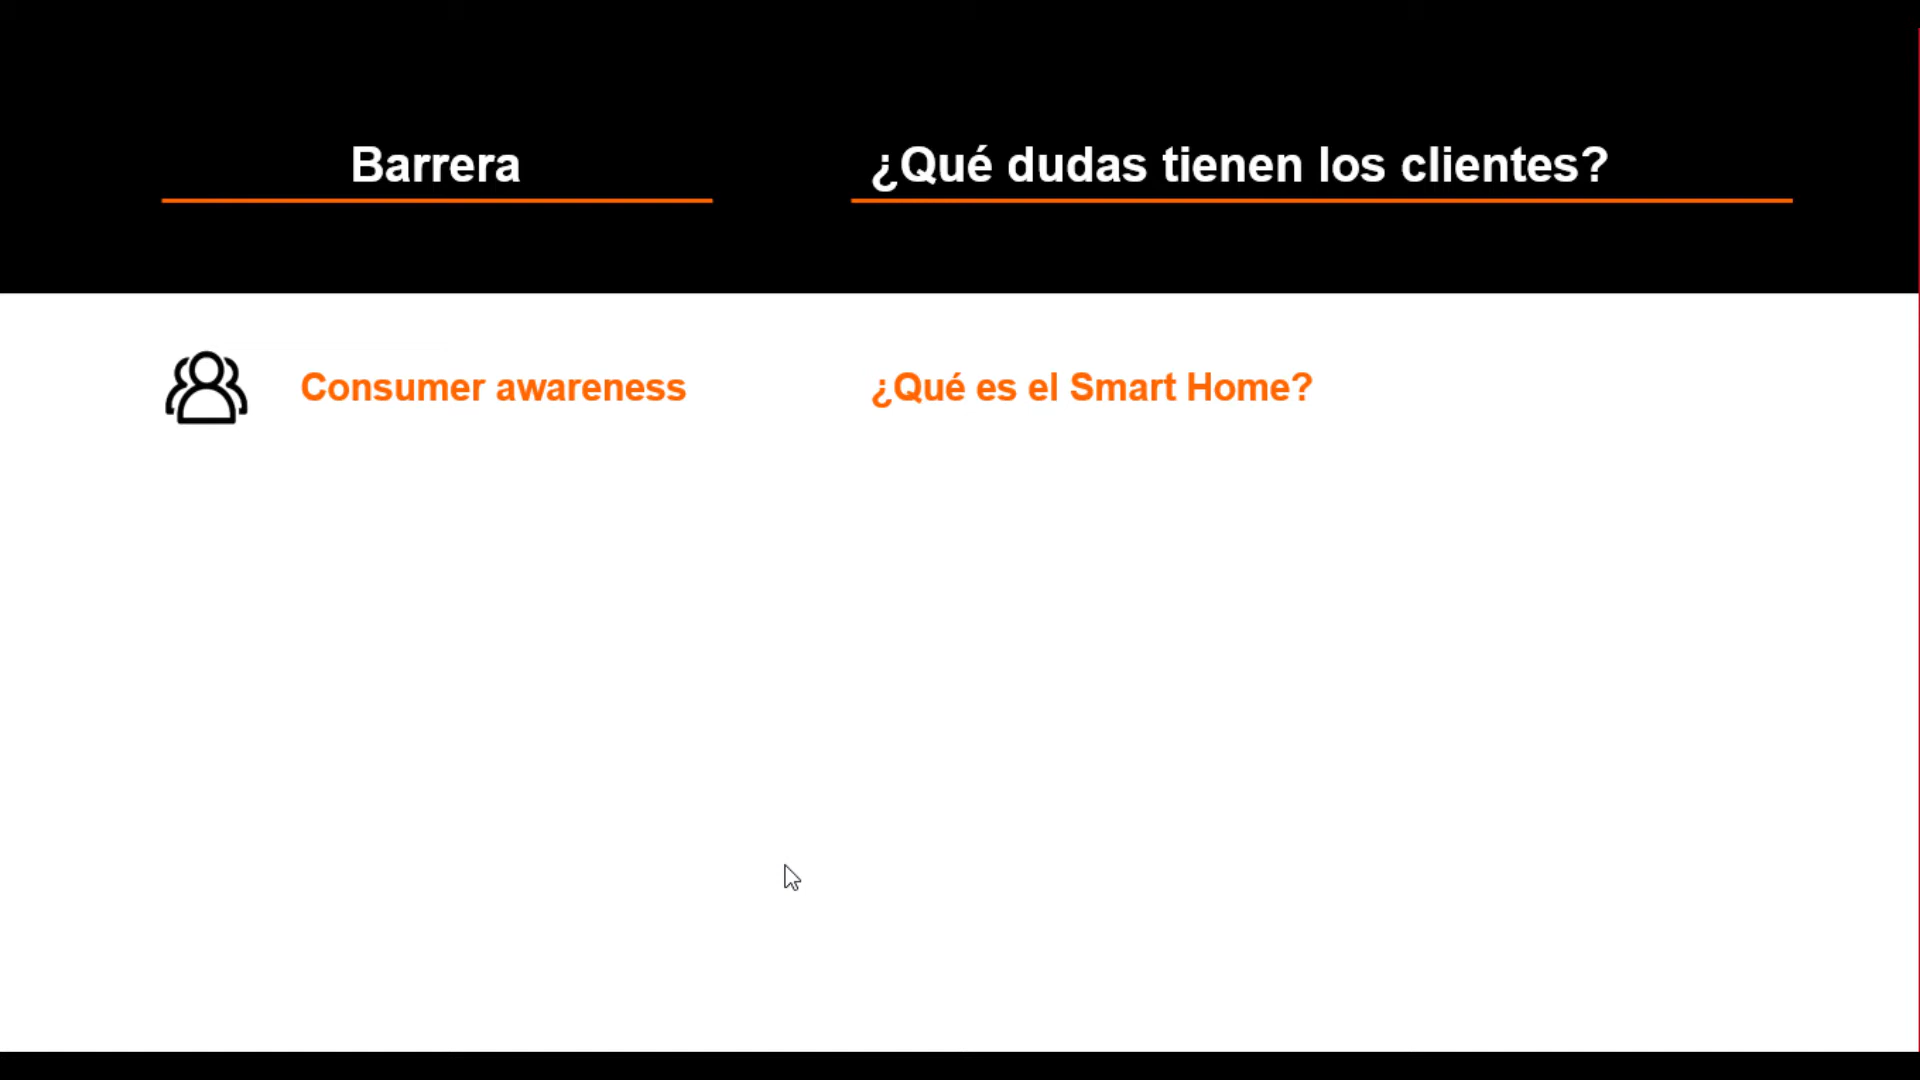 Barrera
¿Qué dudas tienen los clientes?
Consumer awareness
¿Qué es el Smart Home?